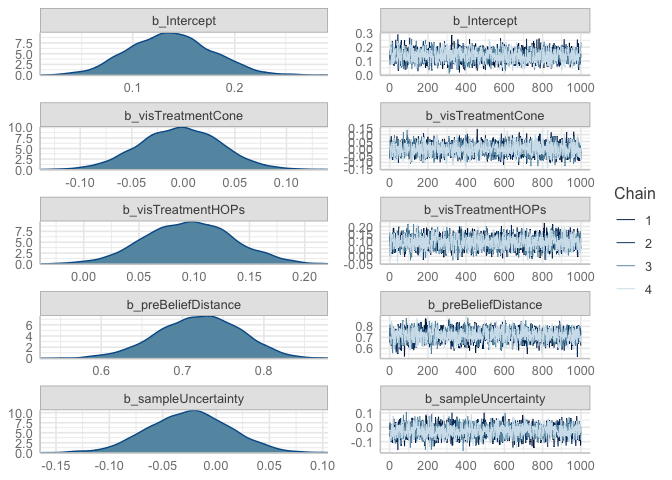 b_Intercept
7.5
5.0
2.5
0.0
0.1 0.2
b_Intercept
0.3
0.2
0.1
0.0
0 200 400 600 800 1000
b_visTreatmentCone
10.0
7.5
5.0
2.5
0.0
-0.10 -0.05 0.00 0.05 0.10
b_visTreatmentCone
0.15
0.10
0.05
0.00
-0.15
0 200 400 600 800 1000
b_visTreatmentHOPs
7.5
5.0
2.5
0.0
0.00 0.05 0.10 0.15 0.20
b_visTreatmentHOPs
0.20
0.15
0.10
0.05
0.00
-0.05
0 200 400 600 800 1000
b_preBeliefDistance
6
4
2
0
0.6 0.7 0.8
b_preBeliefDistance
0.8
0.7
0.6
0 200 400 600 800 1000
b_sampleUncertainty
10.0
7.5
5.0
2.5
0.0
-0.15 -0.10 -0.05 0.00 0.05 0.10
b_sampleUncertainty
0.1
0.0
-0.1
0 200 400 600 800 1000
Chain
1
2
3
4